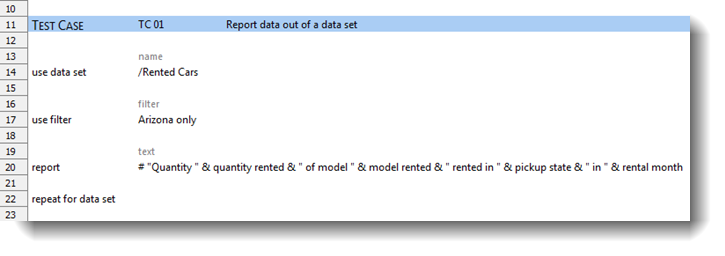 10
11 TEST CASE TC 01 Report data out of a data set
12
13 name
14 use data set /Rented Cars
15
16 filter
17 use filter Arizona only
18
19 text
20 report # "Quantity " & quantity rented & " of model " & model rented & " rented in " & pickup state & " in " & rental month
21
22 repeat for data set
23